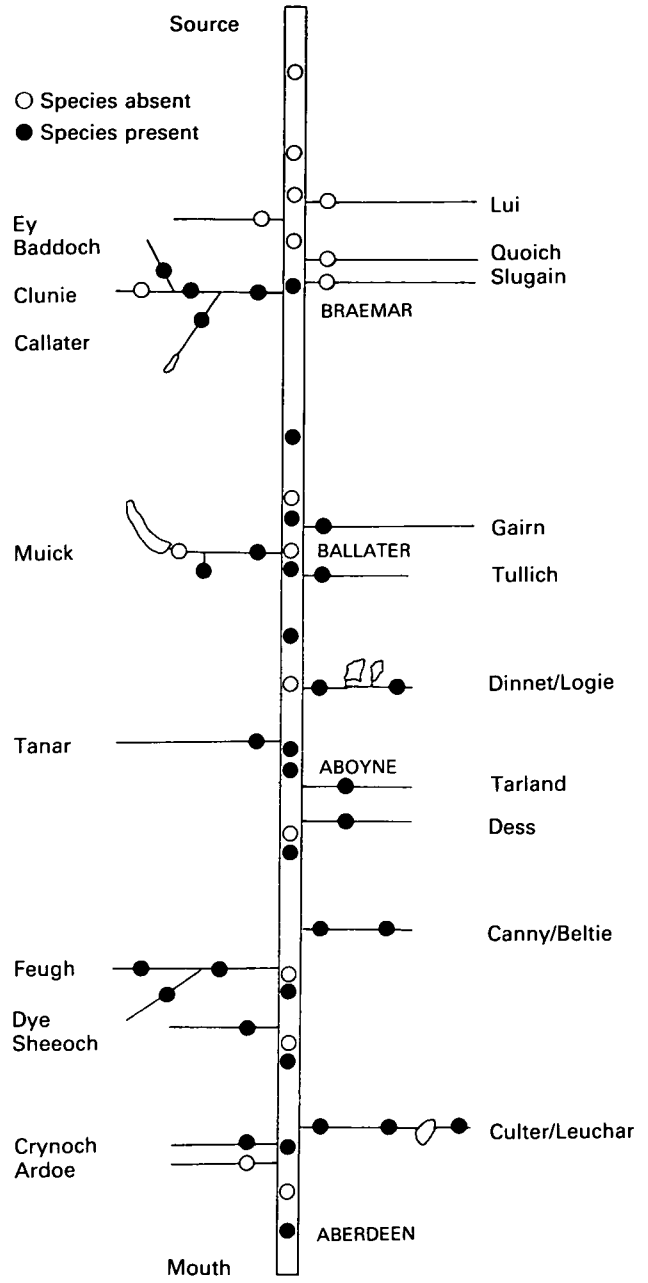 Source
Species absent
Species present
Lui
Ey
Baddoch
Quoich
Slugain
Clunie
BRAEMAR
Callater
Gairn
Muick
BALLATER
Tullich
Dinnet/Logie
Tanar
ABOYNE
Tarland
Dess
Canny/Beltie
Feugh
Dye
Sheeoch
Culter/Leuchar
Crynoch
Ardoe
ABERDEEN
Mouth